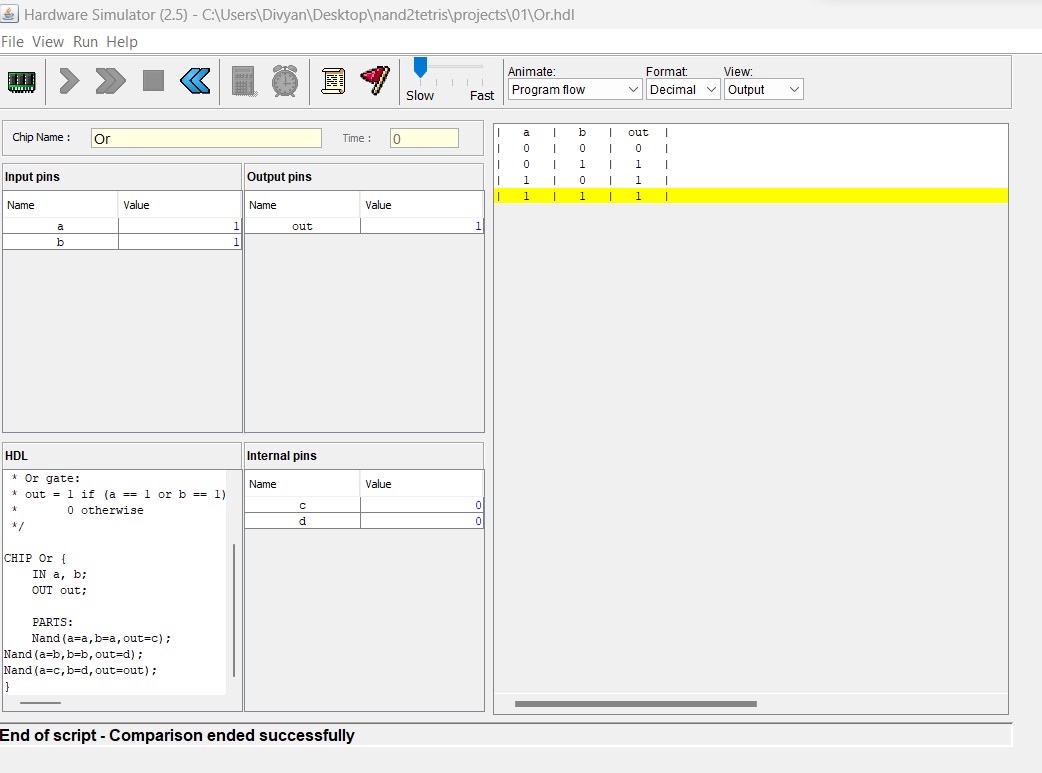 Hardware Simulator (2.5) - C:\Users\Divyan\Desktop\nand2tetris\projects\01\Or.hdl
File View Run Help
Slow Fast
Animate: Format: View:
Program flow Decimal Output
Chip Name : Or Time : 0
Input pins
Name Value
a 1
b 1
Output pins
Name Value
out 1
HDL
* Or gate:
* out = 1 if (a == 1 or b == 1)
* 0 otherwise
*/
CHIP Or {
IN a, b;
OUT out;
PARTS:
Nand(a=a,b=a,out=c);
Nand(a=b,b=b,out=d);
Nand(a=c,b=d,out=out);
}
Internal pins
Name Value
c 0
d 0
| a | b | out |
| 0 | 0 | 0 |
| 0 | 1 | 1 |
| 1 | 0 | 1 |
| 1 | 1 | 1 |
End of script - Comparison ended successfully